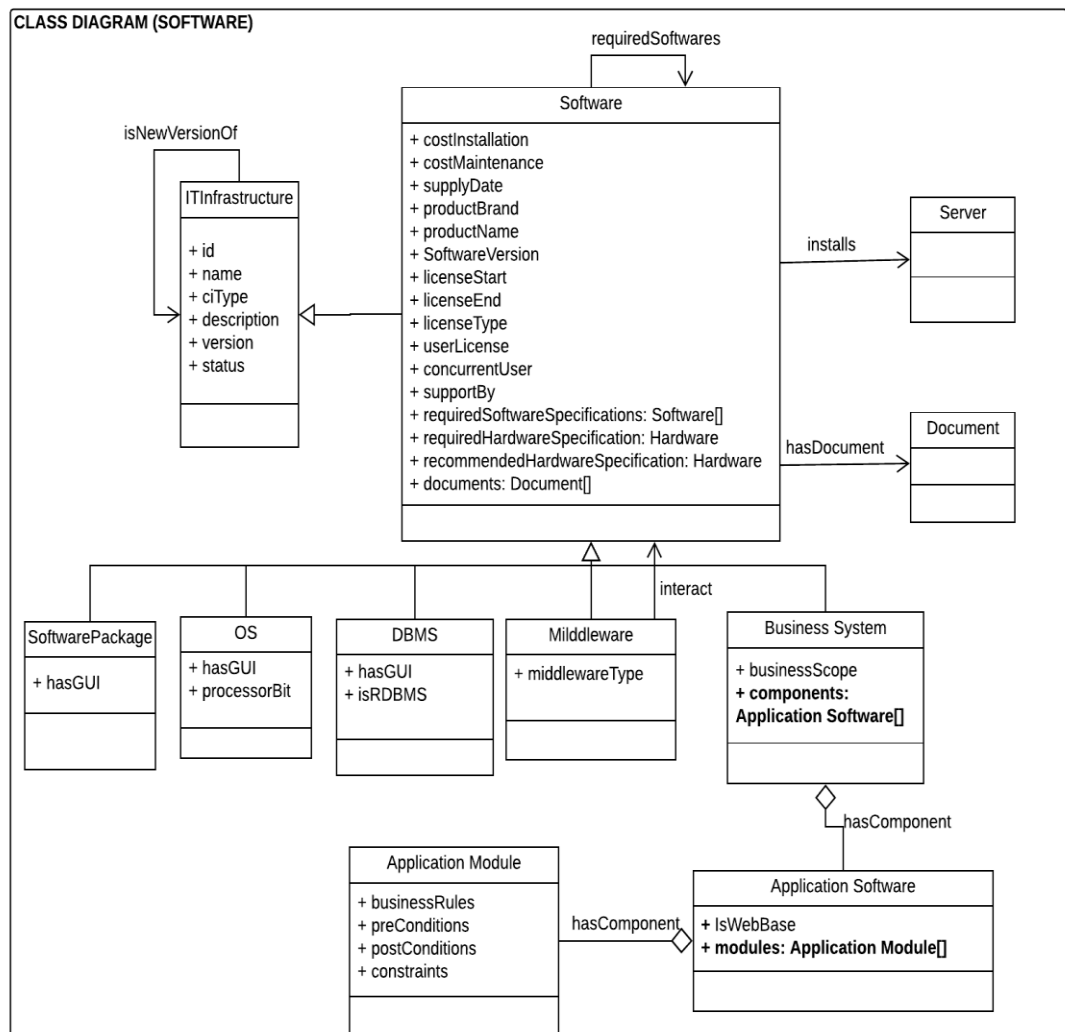 CLASS DIAGRAM (SOFTWARE)
requiredSoftwares
Software
+ costInstallation
+ costMaintenance
+ supplyDate
+ productBrand
+ productName
+ SoftwareVersion
+ licenseStart
+ licenseEnd
+ licenseType
+ userLicense
+ concurrentUser
+ supportBy
+ requiredSoftwareSpecifications: Software[]
+ requiredHardwareSpecification: Hardware
+ recommendedHardwareSpecification: Hardware
+ documents: Document[]
isNewVersionOf
ITInfrastructure
+ id
+ name
+ ciType
+ description
+ version
+ status
installs
Server
hasDocument
Document
interact
SoftwarePackage
+ hasGUI
OS
+ hasGUI
+ processorBit
DBMS
+ hasGUI
+ isRDBMS
Milddleware
+ middlewareType
Business System
+ businessScope
+ components:
Application Software[]
hasComponent
Application Module
+ businessRules
+ preConditions
+ postConditions
+ constraints
hasComponent
Application Software
+ IsWebBase
+ modules: Application Module[]